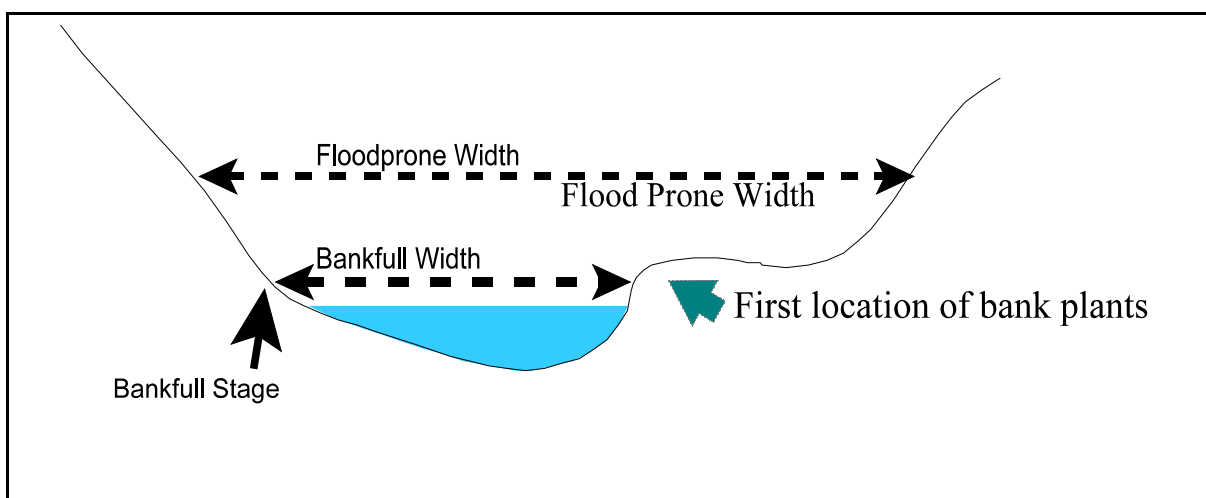 Floodprone Width
Flood Prone Width
Bankfull Width
First location of bank plants
Bankfull Stage